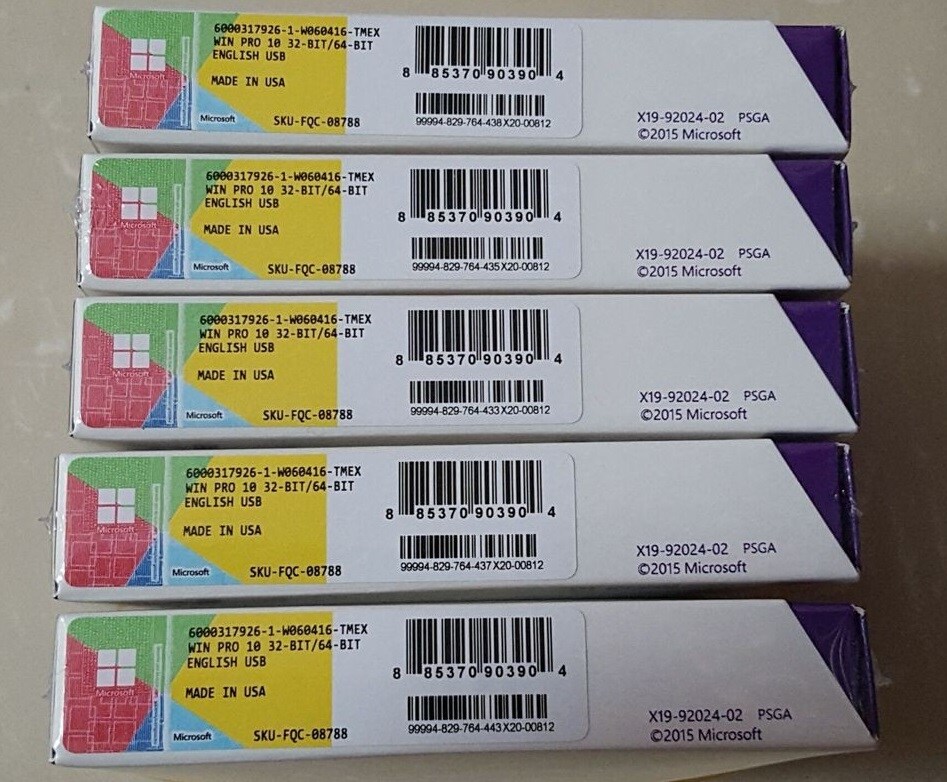 6000317926-1-W060416-TMEX
WIN PRO 10 32-BIT/64-BIT
ENGLISH USB
MADE IN USA
Microsoft
Microsoft
SKU-FQC-08788
8 85370 90390 4
99994-829-764-438 X20-00812
X19-92024-02 PSGA
©2015 Microsoft
6000317926-1-W060416-TMEX
WIN PRO 10 32-BIT/64-BIT
ENGLISH USB
MADE IN USA
Microsoft
Microsoft
SKU-FQC-08788
8 85370 90390 4
99994-829-764-435 X20-00812
X19-92024-02 PSGA
©2015 Microsoft
6000317926-1-W060416-TMEX
WIN PRO 10 32-BIT/64-BIT
ENGLISH USB
MADE IN USA
Microsoft
Microsoft
SKU-FQC-08788
8 85370 90390 4
99994-829-764-433 X20-00812
X19-92024-02 PSGA
©2015 Microsoft
6000317926-1-W060416-TMEX
WIN PRO 10 32-BIT/64-BIT
ENGLISH USB
MADE IN USA
Microsoft
Microsoft
SKU-FQC-08788
8 85370 90390 4
99994-829-764-437 X20-00812
X19-92024-02 PSGA
©2015 Microsoft
6000317926-1-W060416-TMEX
WIN PRO 10 32-BIT/64-BIT
ENGLISH USB
MADE IN USA
Microsoft
Microsoft
SKU-FQC-08788
8 85370 90390 4
99994-829-764-443 X20-00812
X19-92024-02 PSGA
©2015 Microsoft